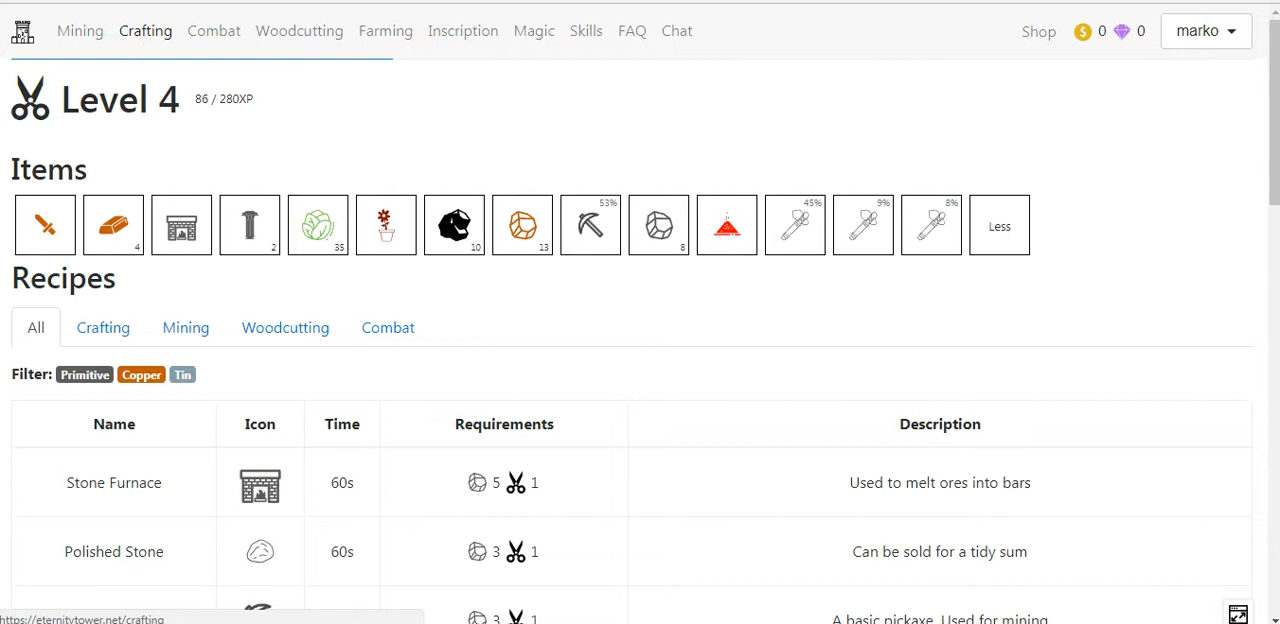 Mining Crafting Combat Woodcutting Farming Inscription Magic Skills FAQ Chat Shop 0 0 marko
Level 4 86 / 280XP
Items
4 2 35 10 13 53% 8 45% 9% 8% Less
Recipes
All Crafting Mining Woodcutting Combat
Filter: Primitive Copper Tin
Name Icon Time Requirements Description
Stone Furnace 60s 5 1 Used to melt ores into bars
Polished Stone 60s 3 1 Can be sold for a tidy sum
3 1 A basic pickaxe. Used for mining
https://eternitytower.net/crafting